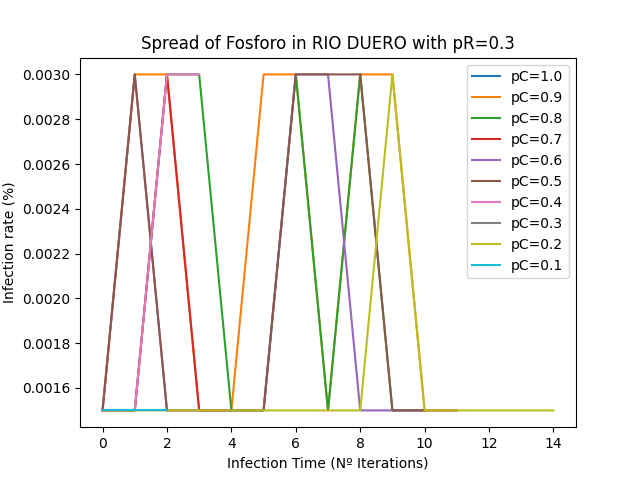 Spread of Fosforo in RIO DUERO with pR=0.3
Infection rate (%)
0.0030
0.0028
0.0026
0.0024
0.0022
0.0020
0.0018
0.0016
pC=1.0
pC=0.9
pC=0.8
pC=0.7
pC=0.6
pC=0.5
pC=0.4
pC=0.3
pC=0.2
pC=0.1
0 2 4 6 8 10 12 14
Infection Time (Nº Iterations)